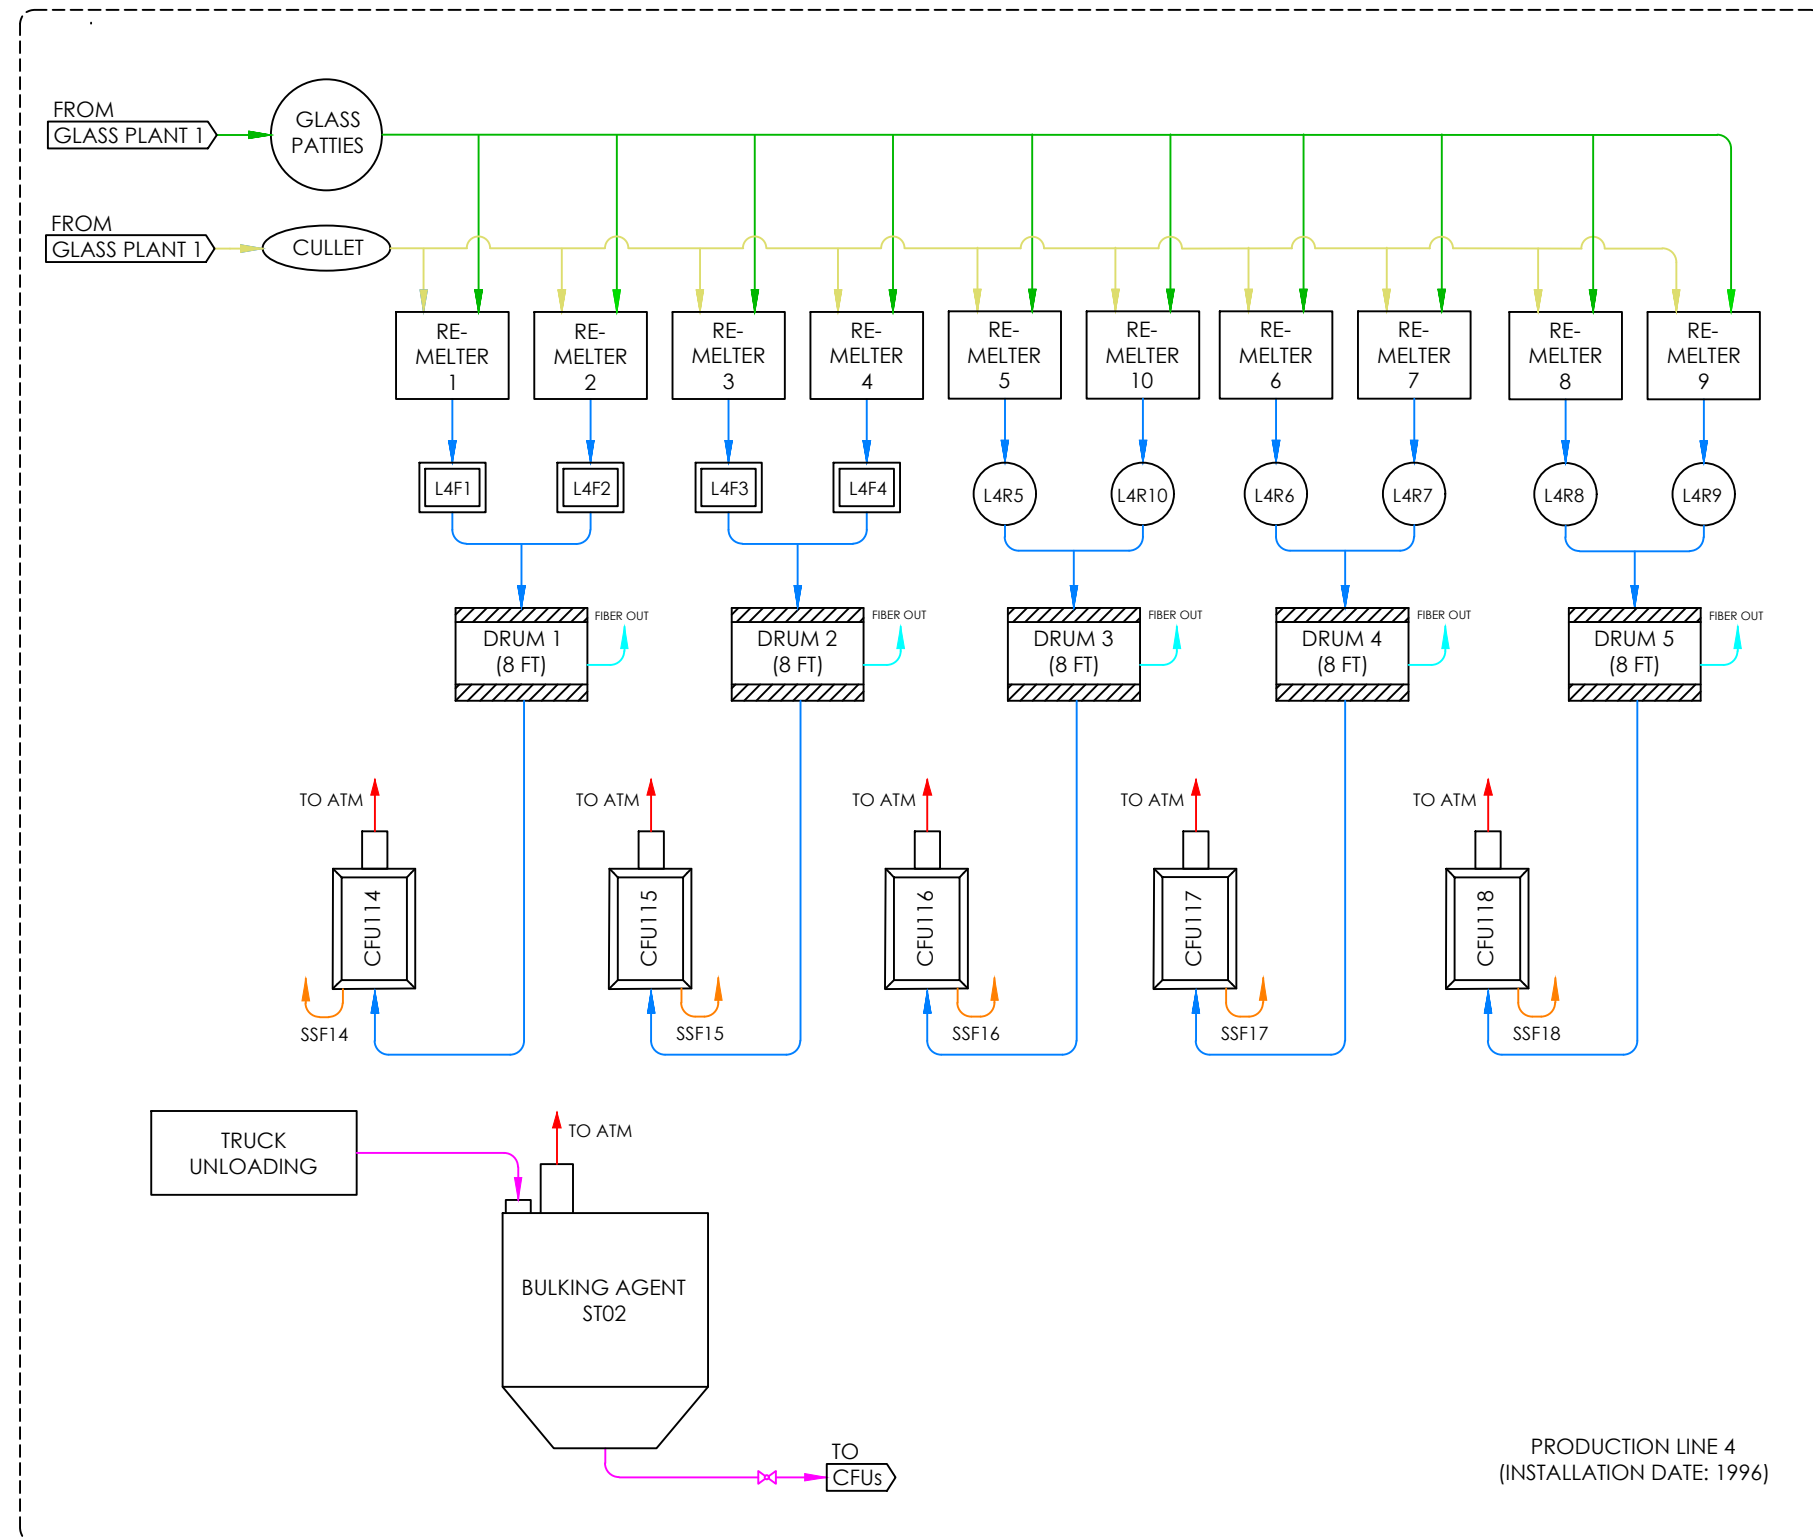 FROM
GLASS PLANT 1
GLASS
PATTIES
FROM
GLASS PLANT 1
CULLET
RE-
MELTER
1
RE-
MELTER
2
RE-
MELTER
3
RE-
MELTER
4
RE-
MELTER
5
RE-
MELTER
10
RE-
MELTER
6
RE-
MELTER
7
RE-
MELTER
8
RE-
MELTER
9
L4F1
L4F2
L4F3
L4F4
L4R5
L4R10
L4R6
L4R7
L4R8
L4R9
DRUM 1
(8 FT)
FIBER OUT
DRUM 2
(8 FT)
FIBER OUT
DRUM 3
(8 FT)
FIBER OUT
DRUM 4
(8 FT)
FIBER OUT
DRUM 5
(8 FT)
FIBER OUT
TO ATM
CFU114
SSF14
TO ATM
CFU115
SSF15
TO ATM
CFU116
SSF16
TO ATM
CFU117
SSF17
TO ATM
CFU118
SSF18
TRUCK
UNLOADING
TO ATM
BULKING AGENT
ST02
TO
CFUs
PRODUCTION LINE 4
(INSTALLATION DATE: 1996)